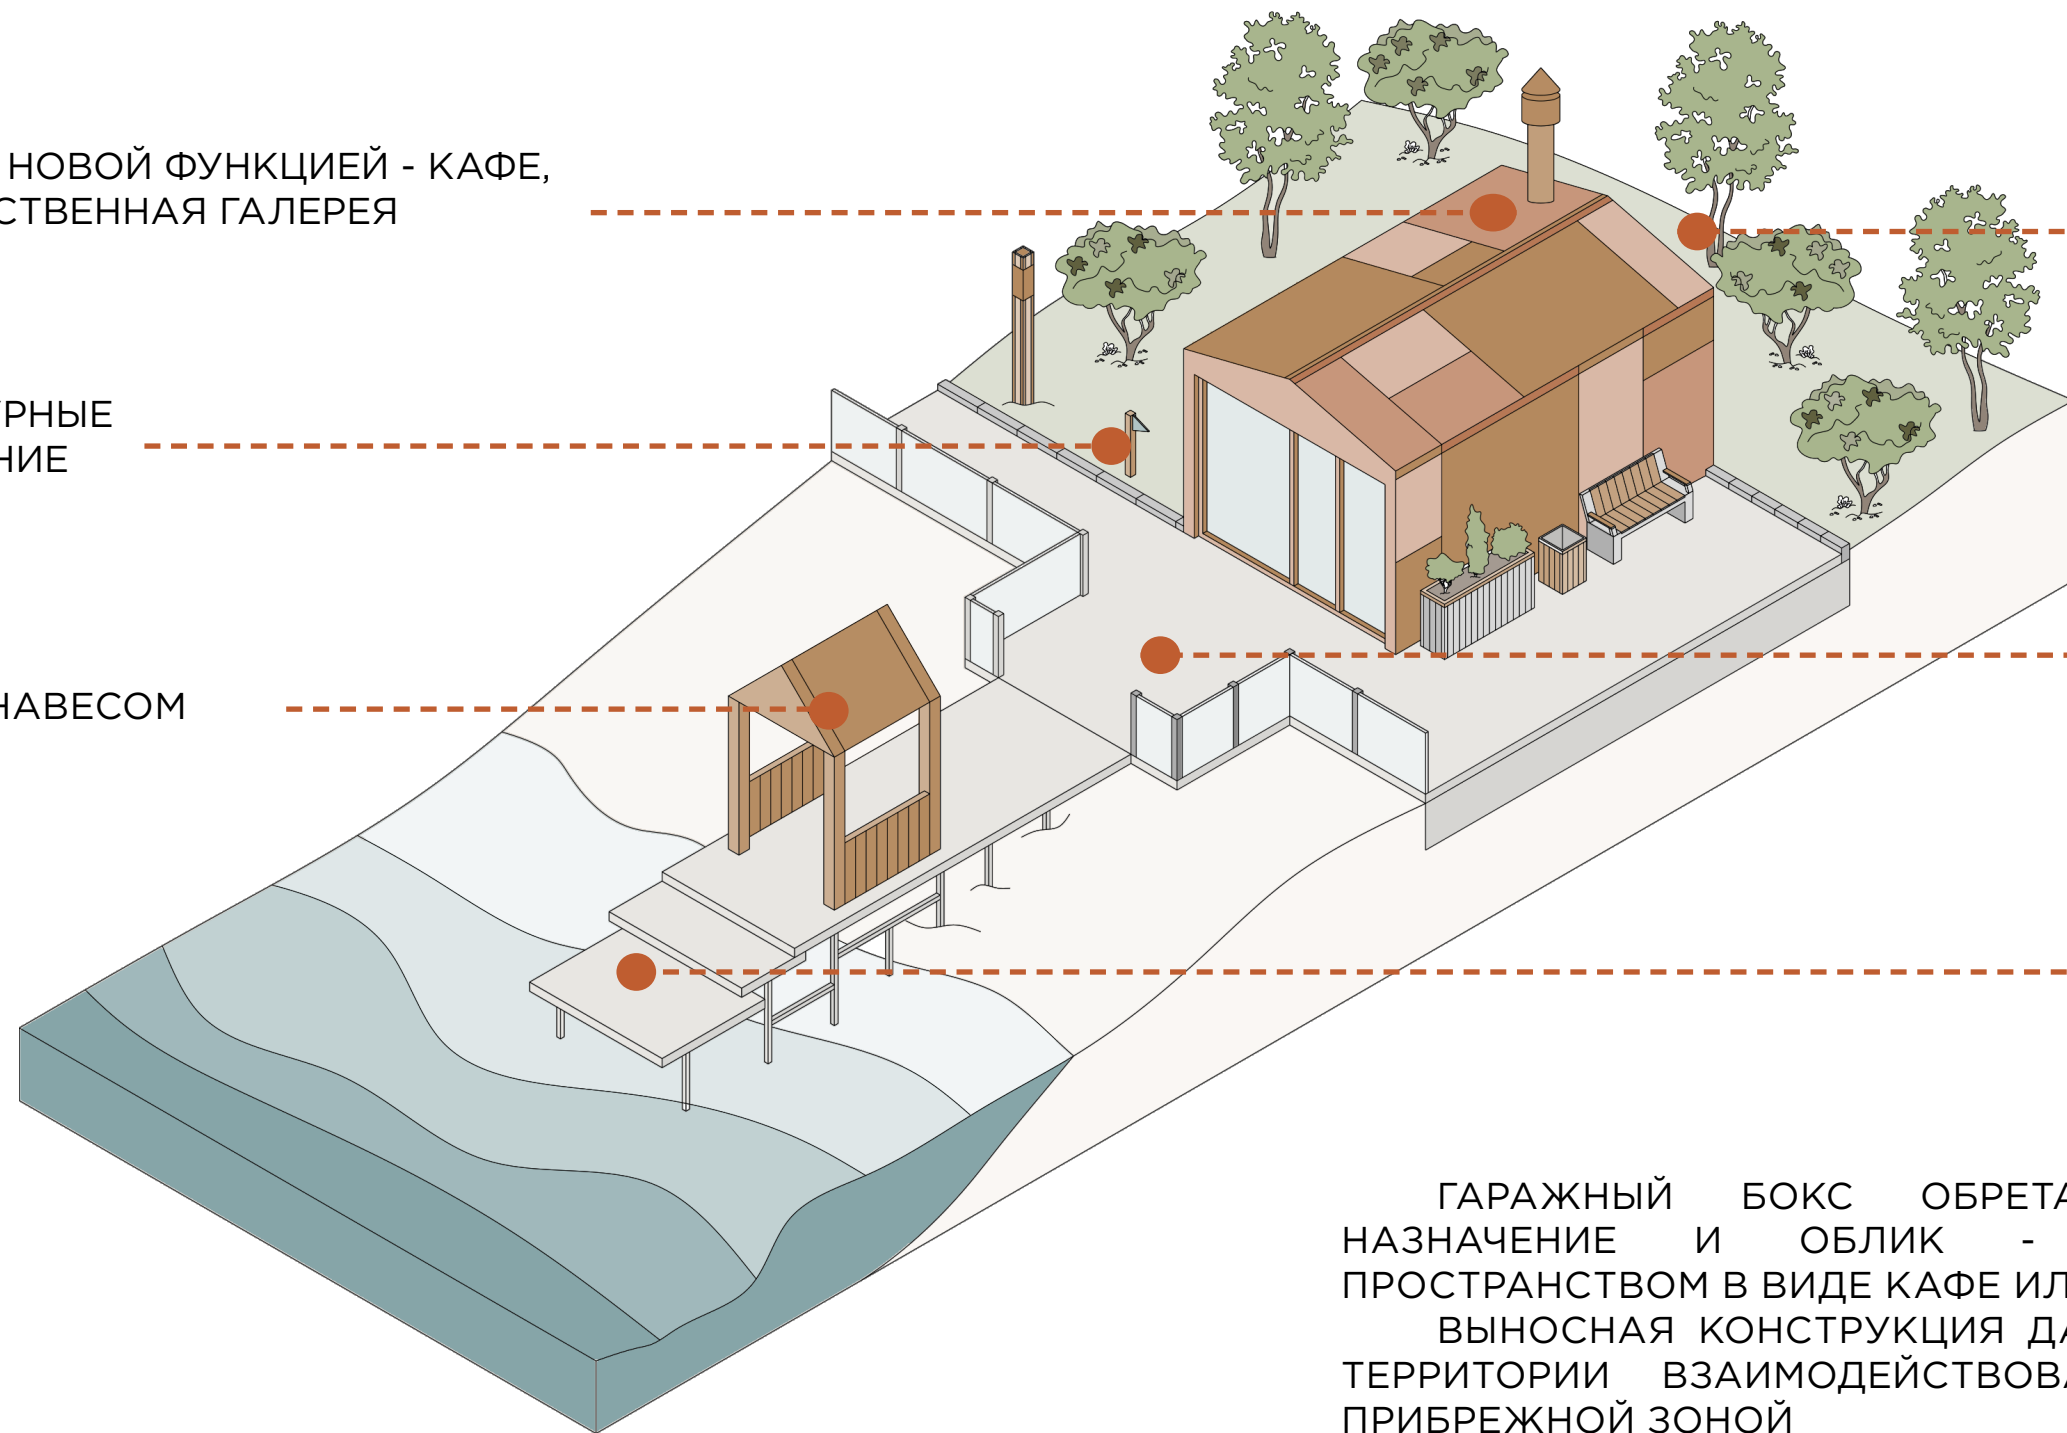 НОВОЙ ФУНКЦИЕЙ - КАФЕ,
СТВЕННАЯ ГАЛЕРЕЯ
УРНЫЕ
НИЕ
НАВЕСОМ
ГАРАЖНЫЙ БОКС ОБРЕТА
НАЗНАЧЕНИЕ И ОБЛИК -
ПРОСТРАНСТВОМ В ВИДЕ КАФЕ ИЛ
ВЫНОСНАЯ КОНСТРУКЦИЯ ДА
ТЕРРИТОРИИ ВЗАИМОДЕЙСТВОВА
ПРИБРЕЖНОЙ ЗОНОЙ